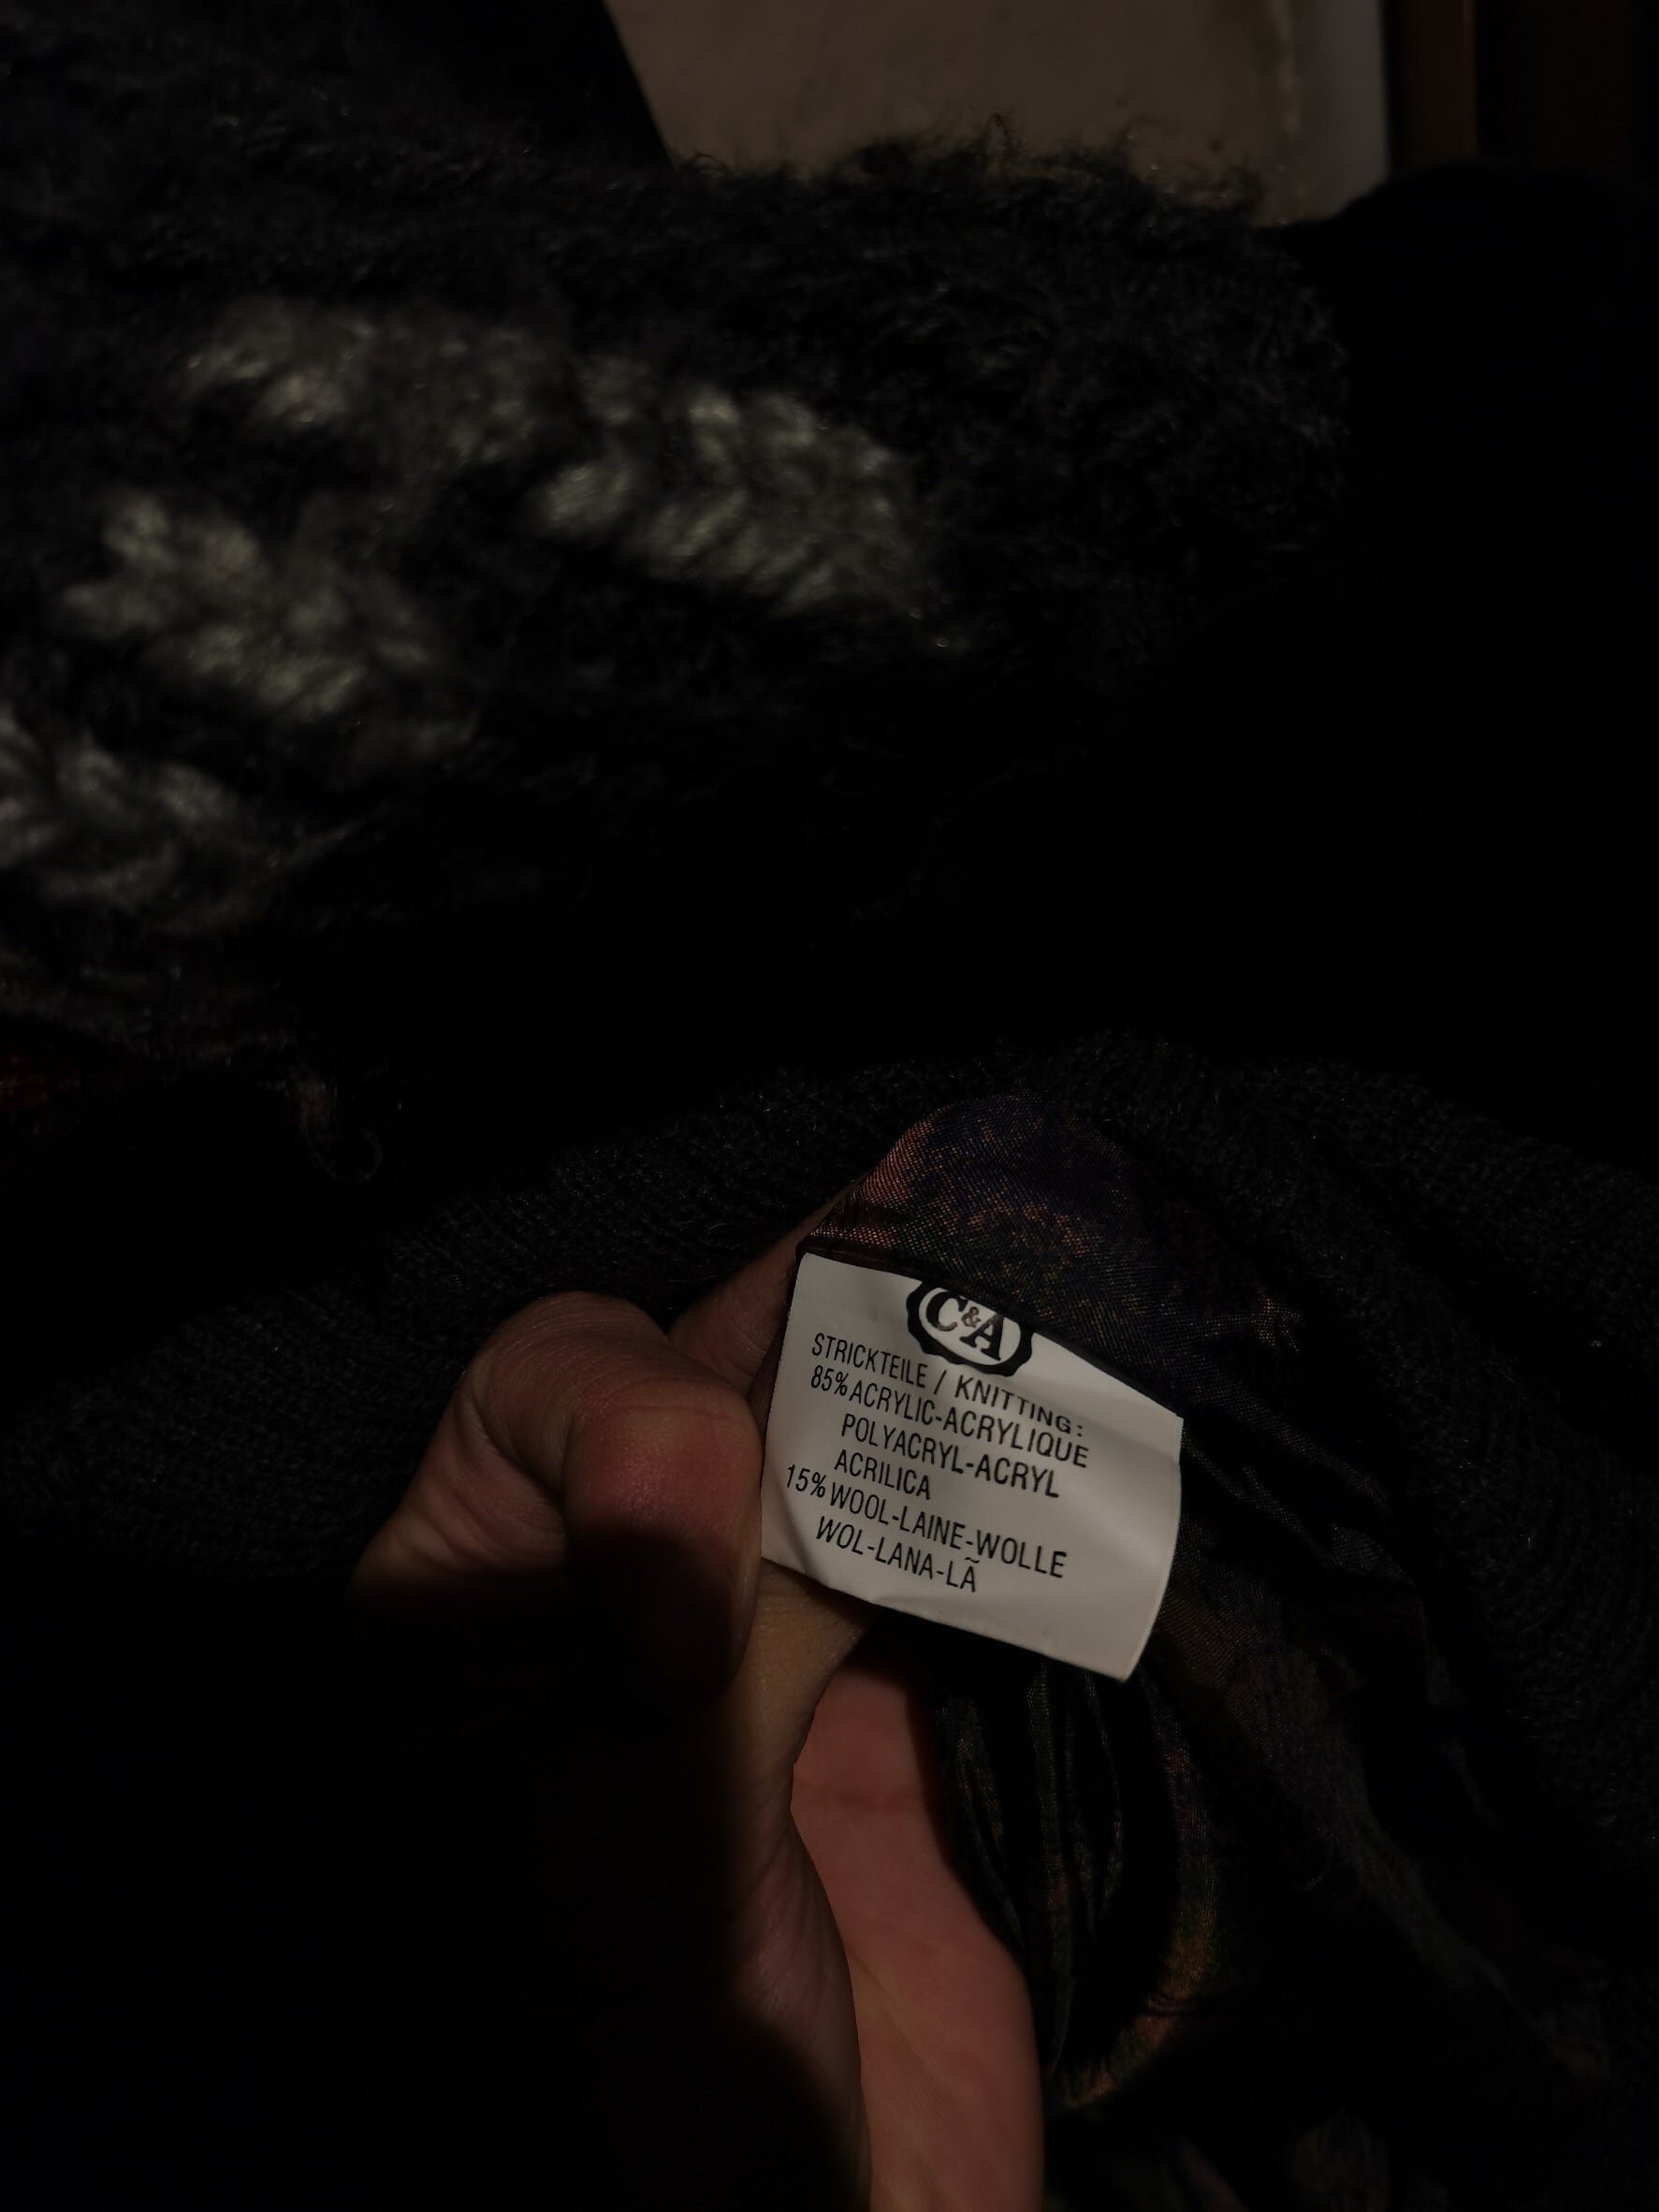 C&A
STRICKTEILE / KNITTING:
85% ACRYLIC-ACRYLIQUE
POLYACRYL-ACRYL
ACRILICA
15% WOOL-LAINE-WOLLE
WOL-LANA-LÃ